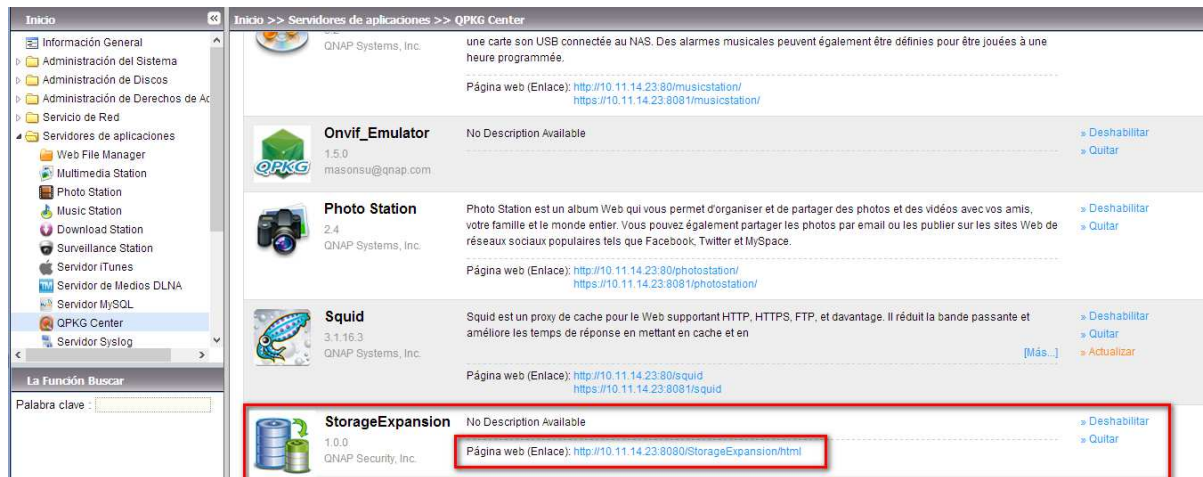 Inicio
Inicio >> Servidores de aplicaciones >> QPKG Center
Información General
Administración del Sistema
Administración de Discos
Administración de Derechos de Ac
Servicio de Red
Servidores de aplicaciones
Web File Manager
Multimedia Station
Photo Station
Music Station
Download Station
Surveillance Station
Servidor iTunes
Servidor de Medios DLNA
Servidor MySQL
QPKG Center
Servidor Syslog
La Función Buscar
Palabra clave :
QNAP Systems, Inc.
une carte son USB connectée au NAS. Des alarmes musicales peuvent également être définies pour être jouées à une
heure programmée.
Página web (Enlace): http://10.11.14.23:80/musicstation/
https://10.11.14.23:8081/musicstation/
QPKG
Onvif_Emulator
1.5.0
masonsu@qnap.com
No Description Available
» Deshabilitar
» Quitar
Photo Station
2.4
QNAP Systems, Inc.
Photo Station est un album Web qui vous permet d'organiser et de partager des photos et des vidéos avec vos amis,
votre famille et le monde entier. Vous pouvez également partager les photos par email ou les publier sur les sites Web de
réseaux sociaux populaires tels que Facebook, Twitter et MySpace.
Página web (Enlace): http://10.11.14.23:80/photostation/
https://10.11.14.23:8081/photostation/
» Deshabilitar
» Quitar
Squid
3.1.16.3
QNAP Systems, Inc.
Squid est un proxy de cache pour le Web supportant HTTP, HTTPS, FTP, et davantage. Il réduit la bande passante et
améliore les temps de réponse en mettant en cache et en
[Más...]
Página web (Enlace): http://10.11.14.23:80/squid
https://10.11.14.23:8081/squid
» Deshabilitar
» Quitar
» Actualizar
StorageExpansion
1.0.0
QNAP Security, Inc.
No Description Available
Página web (Enlace): http://10.11.14.23:8080/StorageExpansion/html
» Deshabilitar
» Quitar